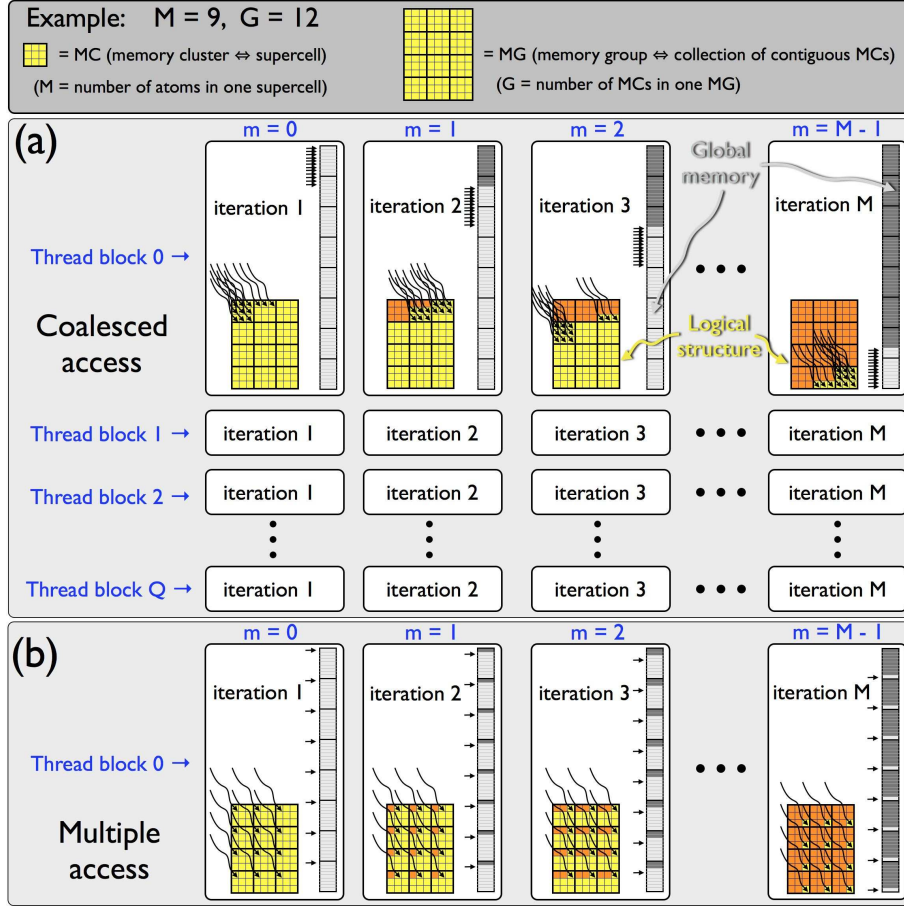 Example: M = 9, G = 12
= MC (memory cluster ⇔ supercell)
(M = number of atoms in one supercell)
= MG (memory group ⇔ collection of contiguous MCs)
(G = number of MCs in one MG)
(a)
m = 0
m = 1
m = 2
m = M - 1
Global
memory
iteration 1
iteration 2
iteration 3
iteration M
Thread block 0 →
Coalesced
access
Logical
structure
Thread block 1 →
iteration 1
iteration 2
iteration 3
iteration M
Thread block 2 →
iteration 1
iteration 2
iteration 3
iteration M
Thread block Q →
iteration 1
iteration 2
iteration 3
iteration M
(b)
m = 0
m = 1
m = 2
m = M - 1
iteration 1
iteration 2
iteration 3
iteration M
Thread block 0 →
Multiple
access